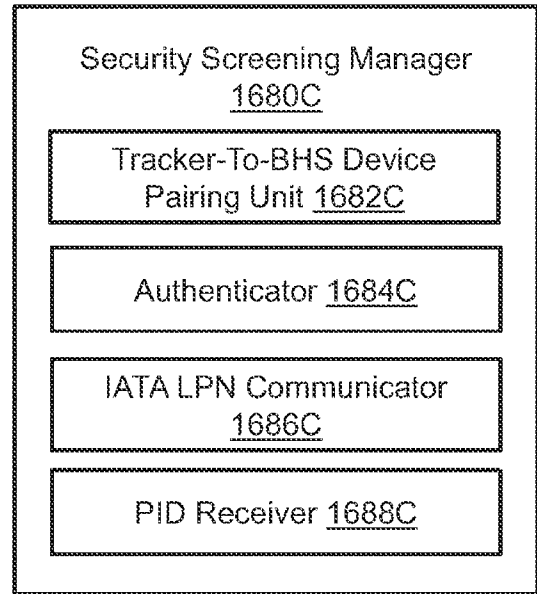 Security Screening Manager
1680C
Tracker-To-BHS Device
Pairing Unit 1682C
Authenticator 1684C
IATA LPN Communicator
1686C
PID Receiver 1688C